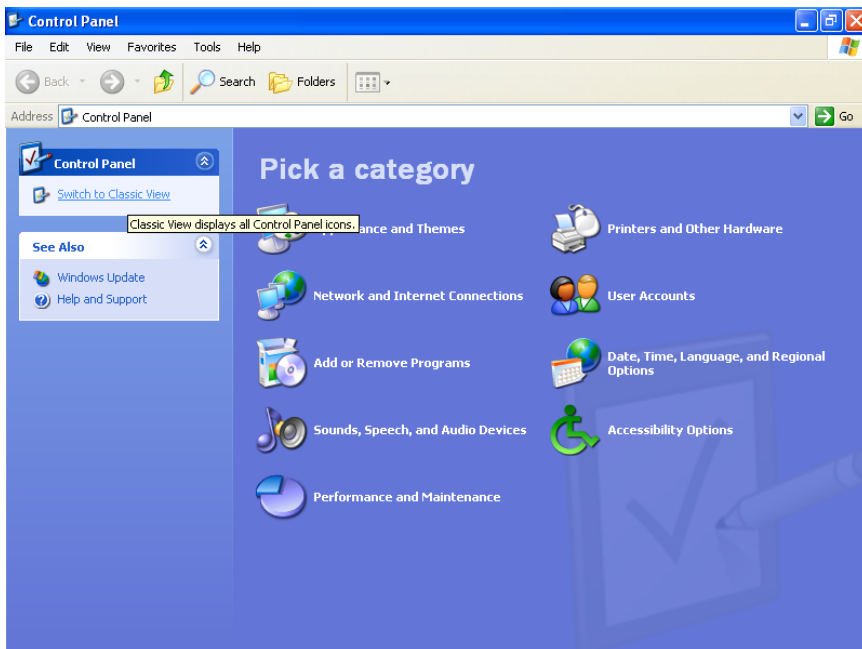 Control Panel
File Edit View Favorites Tools Help
Back Search Folders
Address Control Panel Go
Control Panel
Switch to Classic View
Classic View displays all Control Panel icons.
See Also
Windows Update
Help and Support
Pick a category
and Themes
Printers and Other Hardware
Network and Internet Connections
User Accounts
Add or Remove Programs
Date, Time, Language, and Regional
Options
Sounds, Speech, and Audio Devices
Accessibility Options
Performance and Maintenance